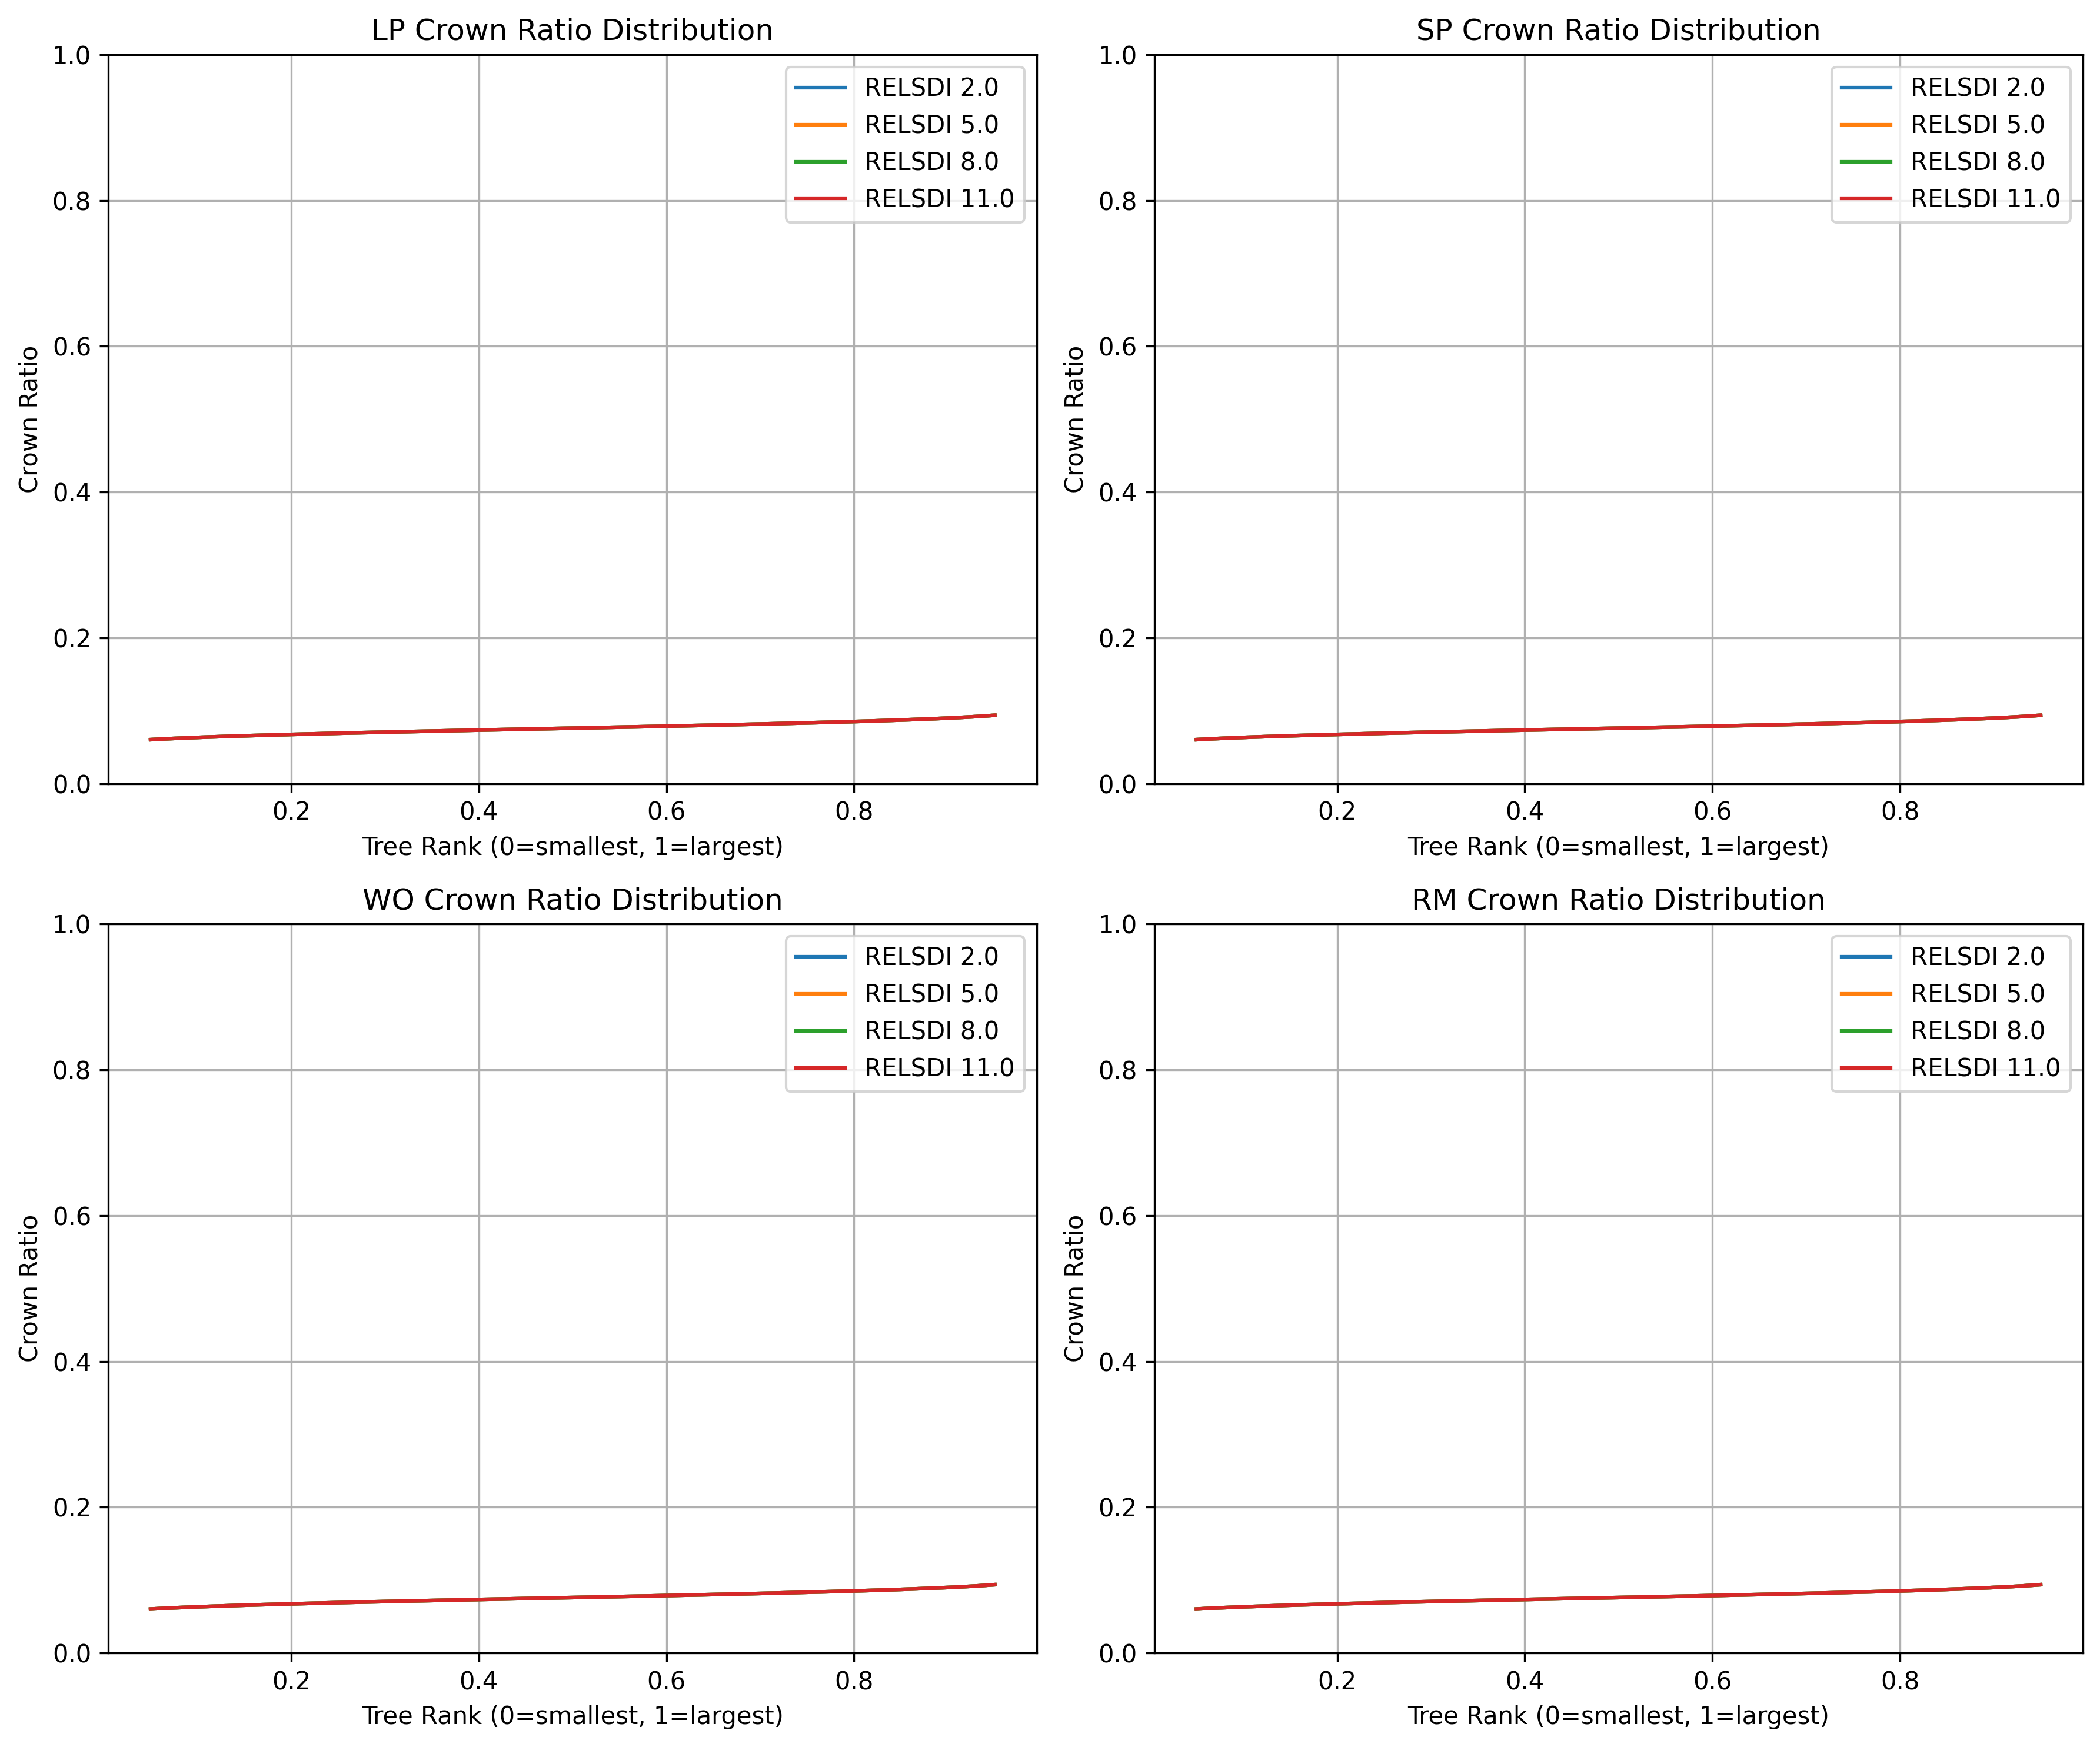 LP Crown Ratio Distribution
1.0
0.8
0.6
0.4
0.2
0.0
Crown Ratio
RELSDI 2.0
RELSDI 5.0
RELSDI 8.0
RELSDI 11.0
0.2 0.4 0.6 0.8
Tree Rank (0=smallest, 1=largest)
SP Crown Ratio Distribution
1.0
0.8
0.6
0.4
0.2
0.0
Crown Ratio
RELSDI 2.0
RELSDI 5.0
RELSDI 8.0
RELSDI 11.0
0.2 0.4 0.6 0.8
Tree Rank (0=smallest, 1=largest)
WO Crown Ratio Distribution
1.0
0.8
0.6
0.4
0.2
0.0
Crown Ratio
RELSDI 2.0
RELSDI 5.0
RELSDI 8.0
RELSDI 11.0
0.2 0.4 0.6 0.8
Tree Rank (0=smallest, 1=largest)
RM Crown Ratio Distribution
1.0
0.8
0.6
0.4
0.2
0.0
Crown Ratio
RELSDI 2.0
RELSDI 5.0
RELSDI 8.0
RELSDI 11.0
0.2 0.4 0.6 0.8
Tree Rank (0=smallest, 1=largest)